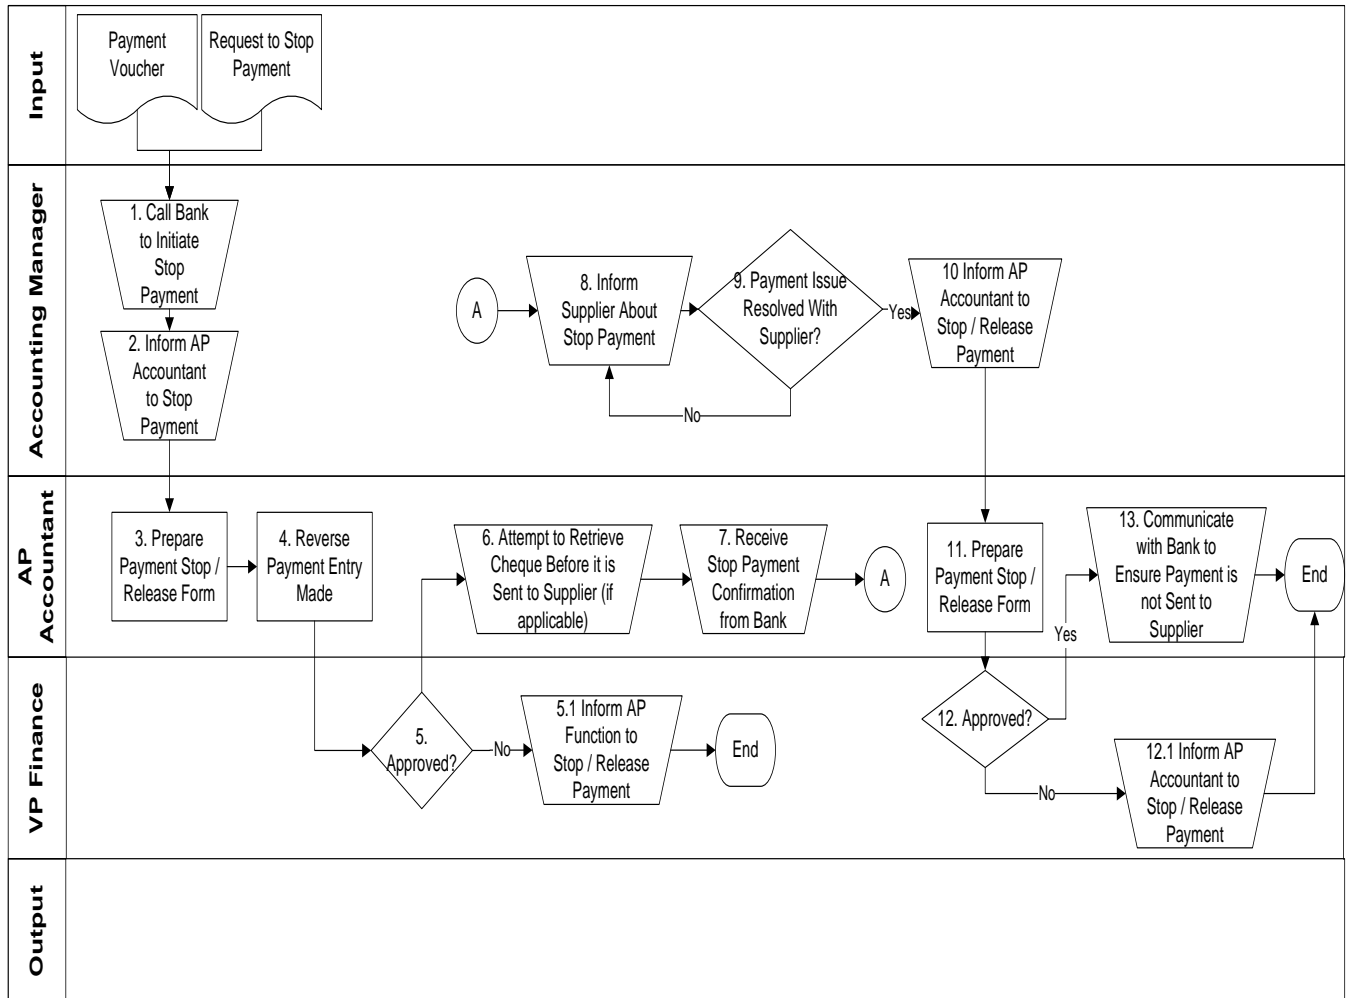 Input
Payment
Voucher
Request to Stop
Payment
Accounting Manager
1. Call Bank
to Initiate
Stop
Payment
2. Inform AP
Accountant
to Stop
Payment
A
8. Inform
Supplier About
Stop Payment
9. Payment Issue
Resolved With
Supplier?
No
Yes
10 Inform AP
Accountant to
Stop / Release
Payment
AP
Accountant
3. Prepare
Payment Stop /
Release Form
4. Reverse
Payment Entry
Made
6. Attempt to Retrieve
Cheque Before it is
Sent to Supplier (if
applicable)
7. Receive
Stop Payment
Confirmation
from Bank
A
11. Prepare
Payment Stop /
Release Form
Yes
13. Communicate
with Bank to
Ensure Payment is
not Sent to
Supplier
End
VP Finance
5.
Approved?
No
5.1 Inform AP
Function to
Stop / Release
Payment
End
12. Approved?
No
12.1 Inform AP
Accountant to
Stop / Release
Payment
Output